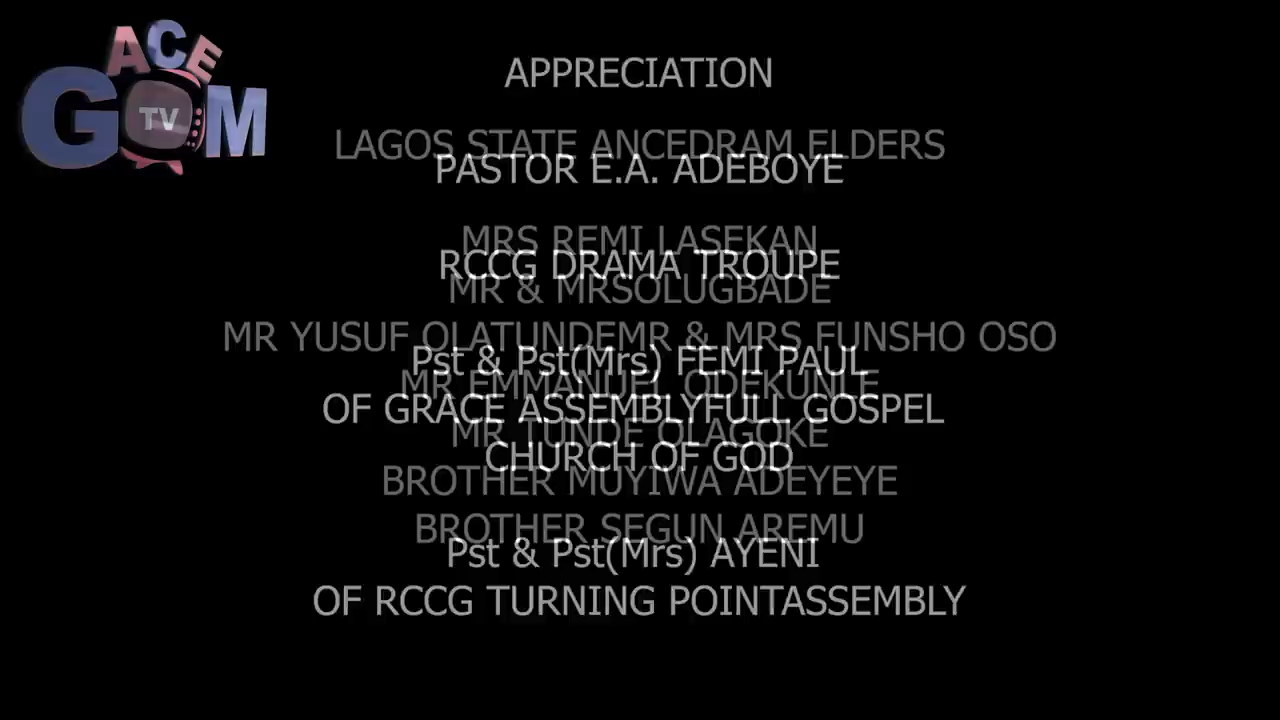 ACE
GOM
TV
APPRECIATION
LAGOS STATE ANCEDRAM ELDERS
PASTOR E.A. ADEBOYE
MRS REMI LASEKAN
RCCG DRAMA TROUPE
MR & MRSOLUGBADE
MR YUSUF OLATUNDEMR & MRS FUNSHO OSO
Pst & Pst(Mrs) FEMI PAUL
MR EMMANUEL ODEKUNLE
OF GRACE ASSEMBLYFULL GOSPEL
MR TUNDE OLAGOKE
CHURCH OF GOD
BROTHER MUYIWA ADEYEYE
BROTHER SEGUN AREMU
Pst & Pst(Mrs) AYENI
OF RCCG TURNING POINTASSEMBLY